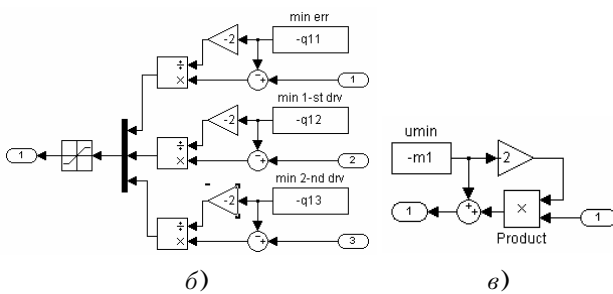 min err
-2
-q11
÷
×
−
+
1
min 1-st drv
-2
-q12
÷
×
−
+
1
2
min 2-nd drv
-2
-q13
÷
×
−
+
3
б)
umin
-m1
2
1
+
+
×
1
Product
в)